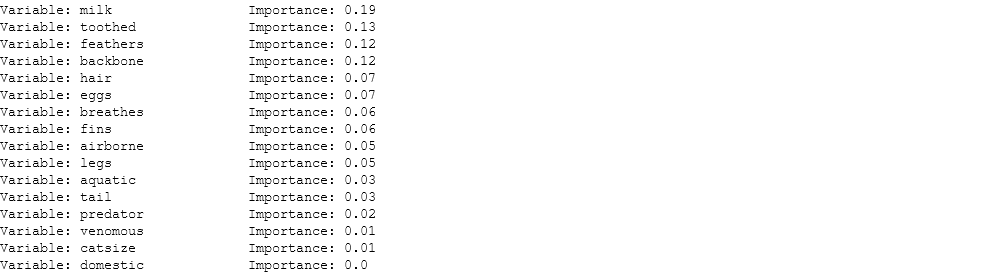 Variable: milk                 Importance: 0.19
Variable: toothed              Importance: 0.13
Variable: feathers             Importance: 0.12
Variable: backbone             Importance: 0.12
Variable: hair                 Importance: 0.07
Variable: eggs                 Importance: 0.07
Variable: breathes             Importance: 0.06
Variable: fins                 Importance: 0.06
Variable: airborne             Importance: 0.05
Variable: legs                 Importance: 0.05
Variable: aquatic              Importance: 0.03
Variable: tail                 Importance: 0.03
Variable: predator             Importance: 0.02
Variable: venomous             Importance: 0.01
Variable: catsize              Importance: 0.01
Variable: domestic             Importance: 0.0